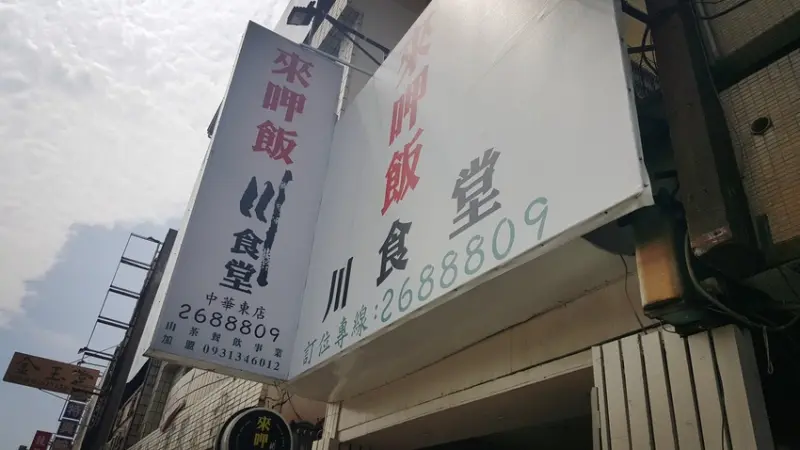 來呷飯
川食堂
中華東店
2688809
山茶餐飲事業
加盟 0931346012
來呷飯
川食堂
訂位專線:2688809
來呷